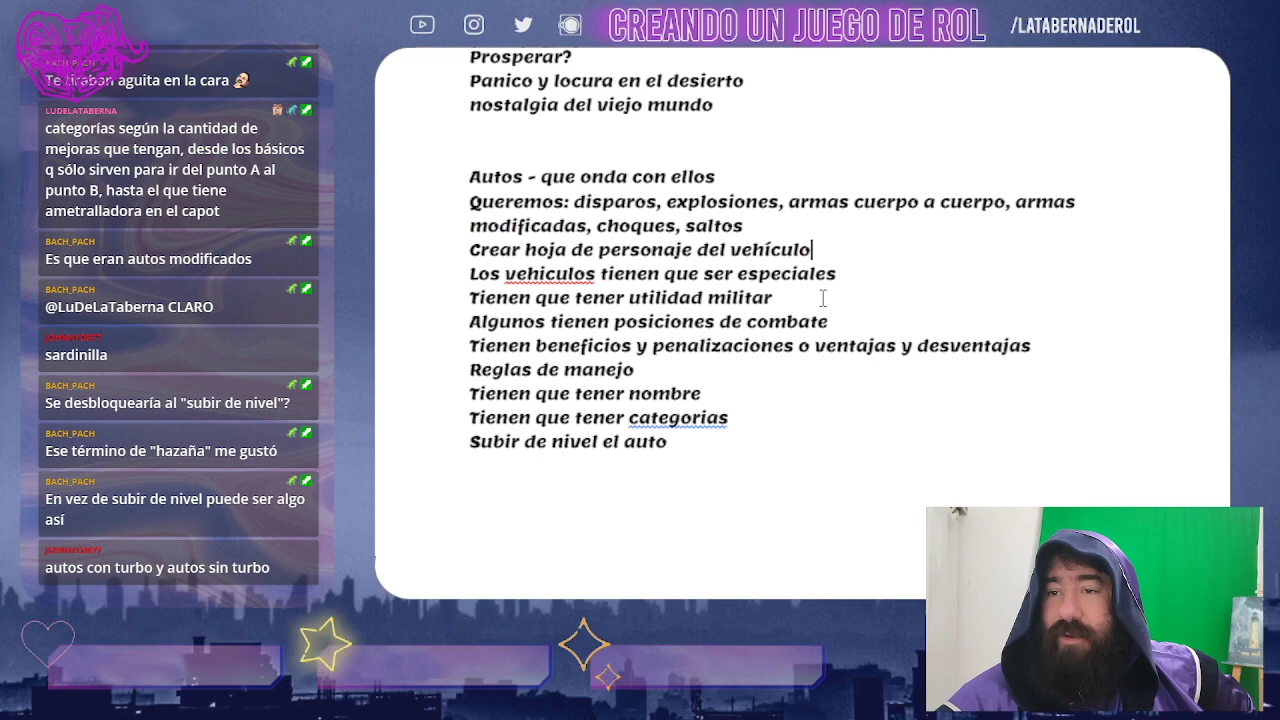 CREANDO UN JUEGO DE ROL
/LATABERNADEROL
BACH_PACH
Te tiraban aguita en la cara
LUDELATABERNA
categorías según la cantidad de
mejoras que tengan, desde los básicos
q sólo sirven para ir del punto A al
punto B, hasta el que tiene
ametralladora en el capot
BACH_PACH
Es que eran autos modificados
BACH_PACH
@LuDeLaTaberna CLARO
sardinilla
BACH_PACH
Se desbloquearía al "subir de nivel"?
BACH_PACH
Ese término de "hazaña" me gustó
BACH_PACH
En vez de subir de nivel puede ser algo
así
autos con turbo y autos sin turbo
Prosperar?
Panico y locura en el desierto
nostalgia del viejo mundo
Autos - que onda con ellos
Queremos: disparos, explosiones, armas cuerpo a cuerpo, armas
modificadas, choques, saltos
Crear hoja de personaje del vehículo
Los vehiculos tienen que ser especiales
Tienen que tener utilidad militar
Algunos tienen posiciones de combate
Tienen beneficios y penalizaciones o ventajas y desventajas
Reglas de manejo
Tienen que tener nombre
Tienen que tener categorias
Subir de nivel el auto